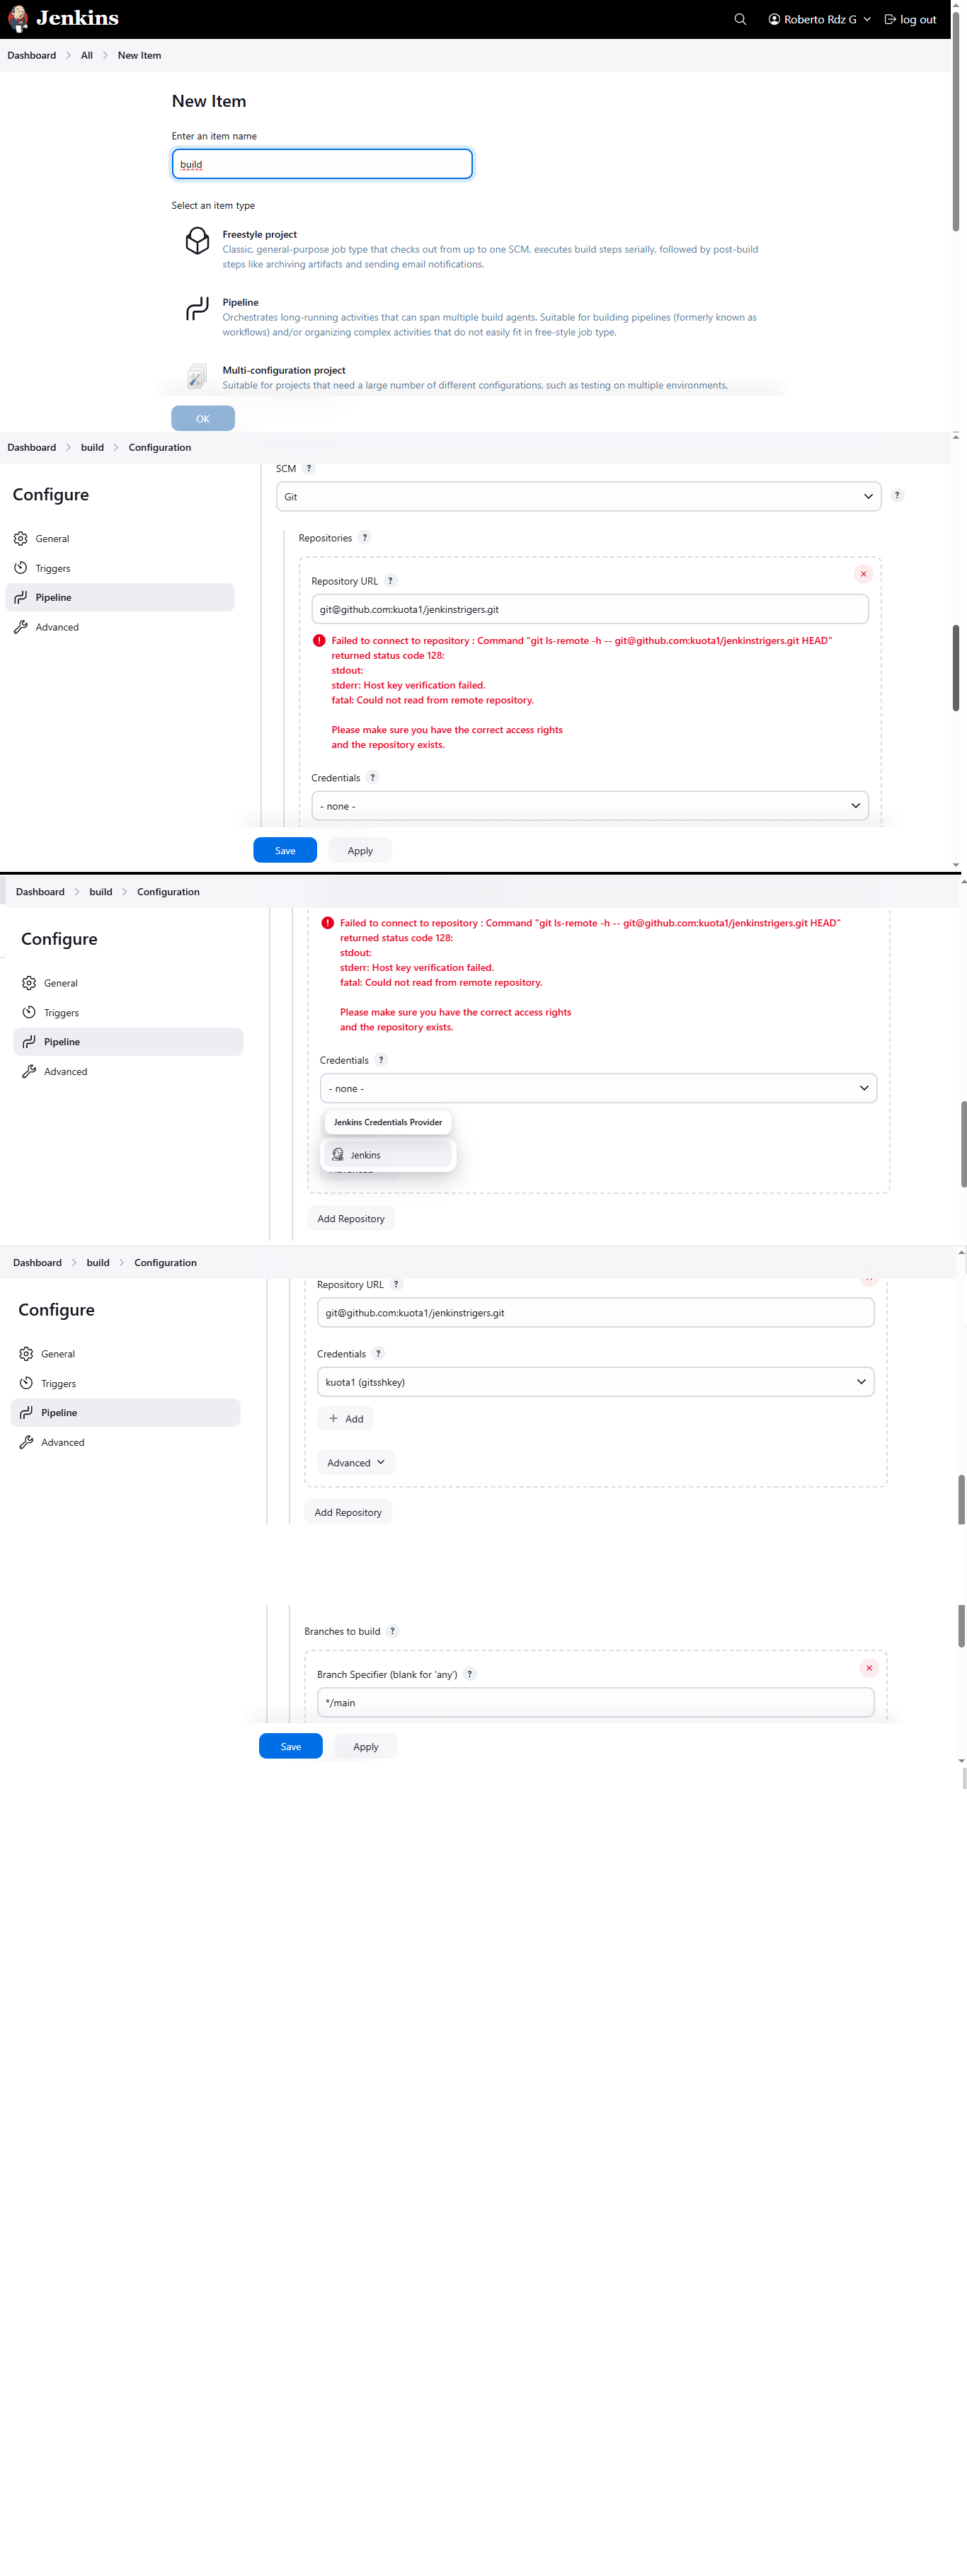 Jenkins
Roberto Rdz G
log out
Dashboard
All
New Item
New Item
Enter an item name
build
Select an item type
Freestyle project
Classic, general-purpose job type that checks out from up to one SCM, executes build steps serially, followed by post-build
steps like archiving artifacts and sending email notifications.
Pipeline
Orchestrates long-running activities that can span multiple build agents. Suitable for building pipelines (formerly known as
workflows) and/or organizing complex activities that do not easily fit in free-style job type.
Multi-configuration project
Suitable for projects that need a large number of different configurations, such as testing on multiple environments,
OK
Dashboard
build
Configuration
SCM ?
Configure
Git
?
General
Repositories ?
Triggers
Repository URL ?
Pipeline
git@github.com:kuota1/jenkinstrigers.git
Advanced
Failed to connect to repository : Command "git ls-remote -h -- git@github.com:kuota1/jenkinstrigers.git HEAD"
returned status code 128:
stdout:
stderr: Host key verification failed.
fatal: Could not read from remote repository.
Please make sure you have the correct access rights
and the repository exists.
Credentials ?
- none -
Save
Apply
Dashboard
build
Configuration
Configure
Failed to connect to repository : Command "git ls-remote -h -- git@github.com:kuota1/jenkinstrigers.git HEAD"
returned status code 128:
stdout:
stderr: Host key verification failed.
fatal: Could not read from remote repository.
General
Triggers
Please make sure you have the correct access rights
and the repository exists.
Pipeline
Credentials ?
Advanced
- none -
Jenkins Credentials Provider
Jenkins
Add Repository
Dashboard
build
Configuration
Repository URL ?
Configure
git@github.com:kuota1/jenkinstrigers.git
General
Credentials ?
Triggers
kuota1 (gitsshkey)
Pipeline
Add
Advanced
Advanced
Add Repository
Branches to build ?
Branch Specifier (blank for 'any') ?
*/main
Save
Apply